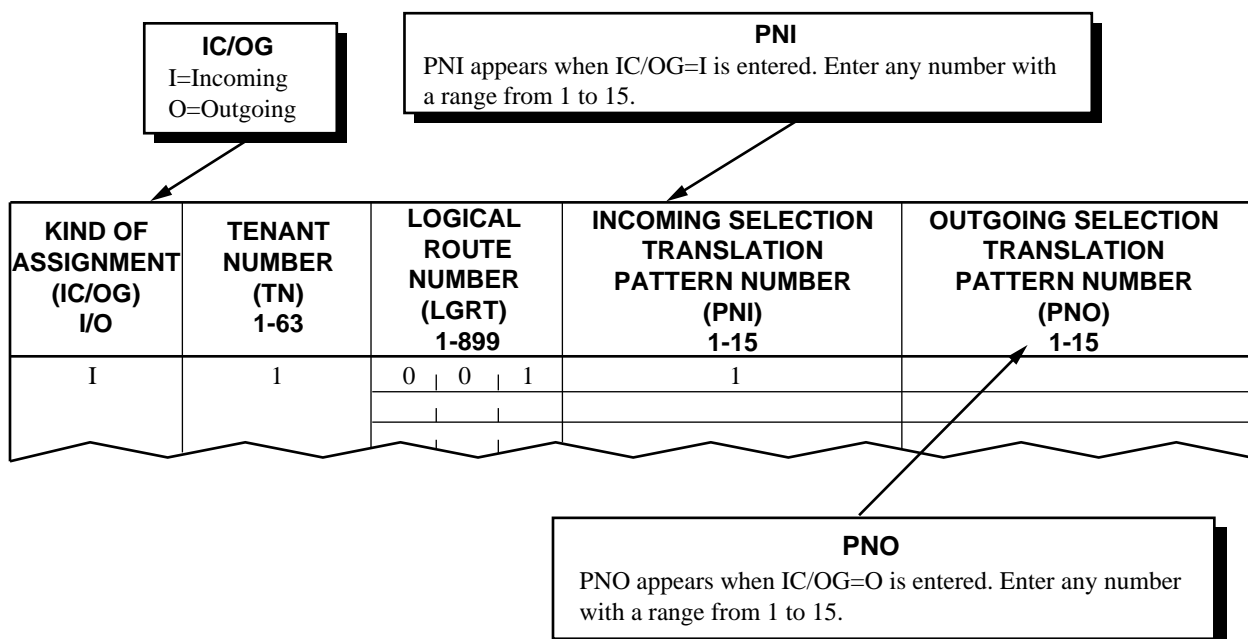 IC/OG
I=Incoming
O=Outgoing
PNI
PNI appears when IC/OG=I is entered. Enter any number with
a range from 1 to 15.
KIND OF
ASSIGNMENT
(IC/OG)
I/O
TENANT
NUMBER
(TN)
1-63
LOGICAL
ROUTE
NUMBER
(LGRT)
1-899
INCOMING SELECTION
TRANSLATION
PATTERN NUMBER
(PNI)
1-15
OUTGOING SELECTION
TRANSLATION
PATTERN NUMBER
(PNO)
1-15
I 1 0 0 1 1
PNO
PNO appears when IC/OG=O is entered. Enter any number
with a range from 1 to 15.